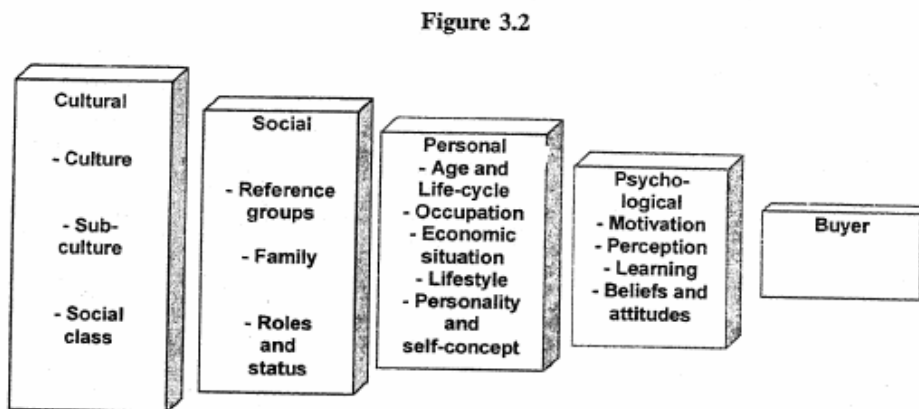 Figure 3.2
Cultural
- Culture
- Sub-
culture
- Social
class
Social
- Reference
groups
- Family
- Roles
and
status
Personal
- Age and
Life-cycle
- Occupation
- Economic
situation
- Lifestyle
- Personality
and
self-concept
Psycho-
logical
- Motivation
- Perception
- Learning
- Beliefs and
attitudes
Buyer